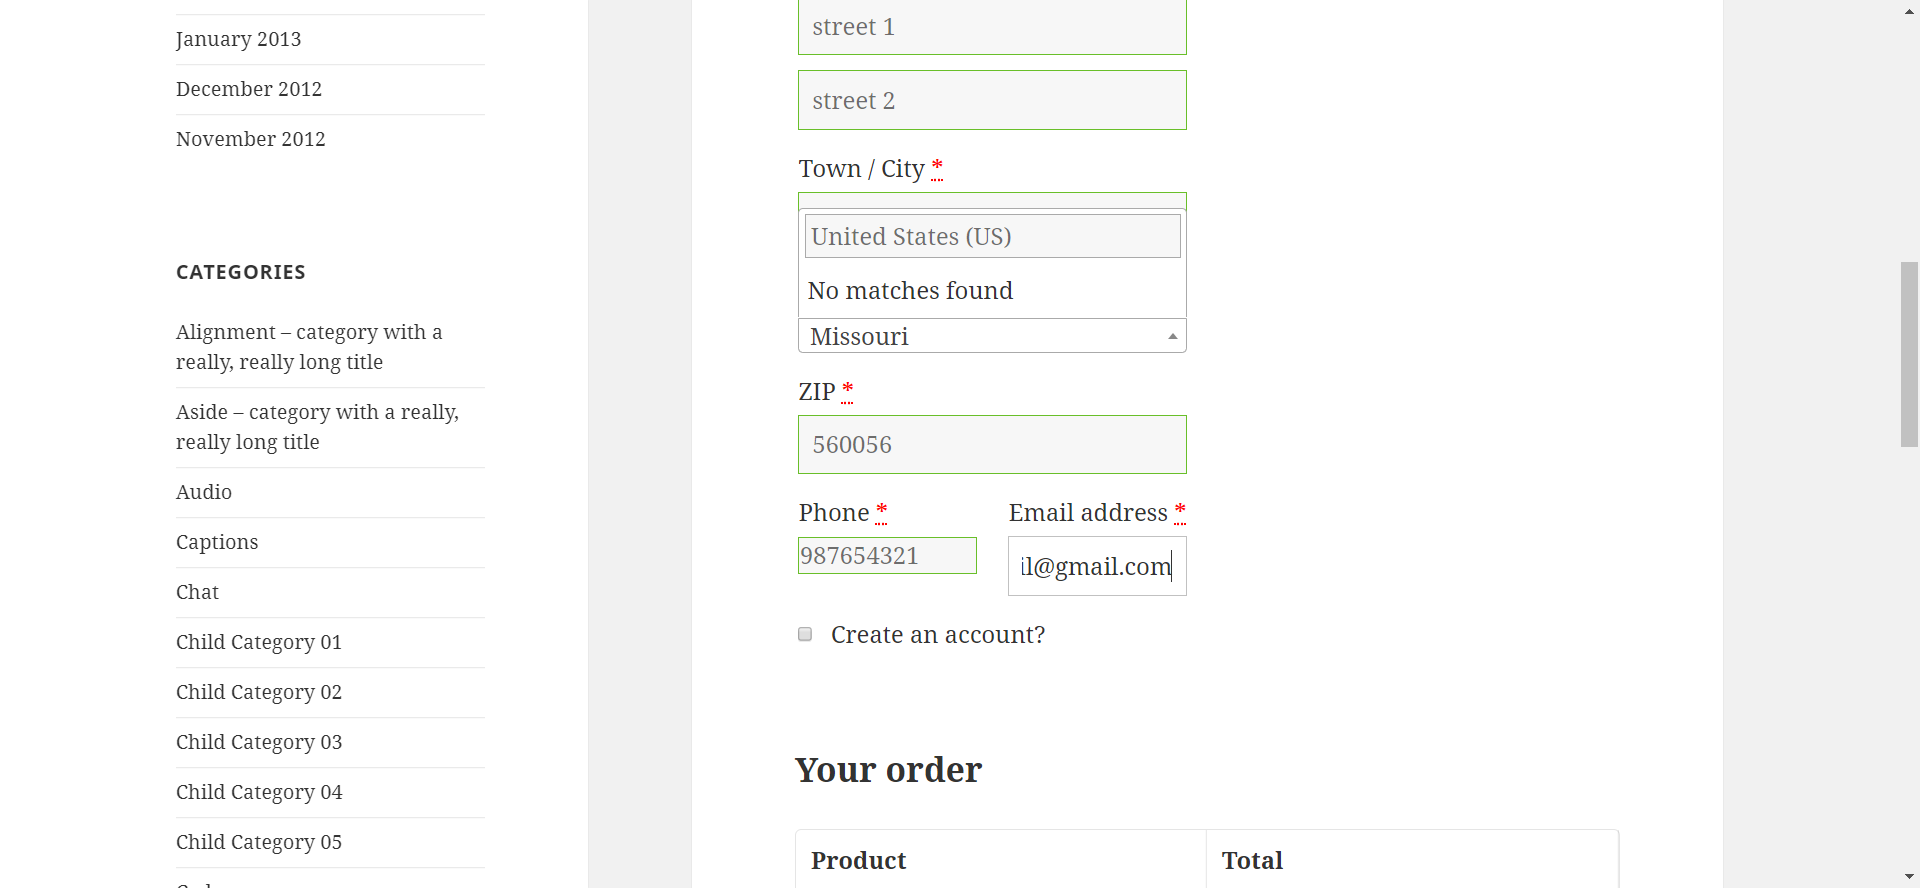 January 2013
December 2012
November 2012
CATEGORIES
Alignment – category with a
really, really long title
Aside – category with a really,
really long title
Audio
Captions
Chat
Child Category 01
Child Category 02
Child Category 03
Child Category 04
Child Category 05
street 1
street 2
Town / City *
United States (US)
No matches found
Missouri
ZIP *
560056
Phone *
Email address *
987654321
il@gmail.com
Create an account?
Your order
Product
Total